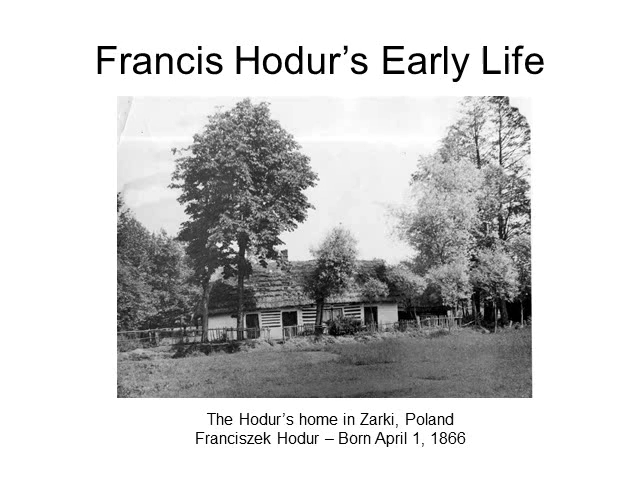 Francis Hodur’s Early Life
The Hodur’s home in Zarki, Poland
Franciszek Hodur – Born April 1, 1866